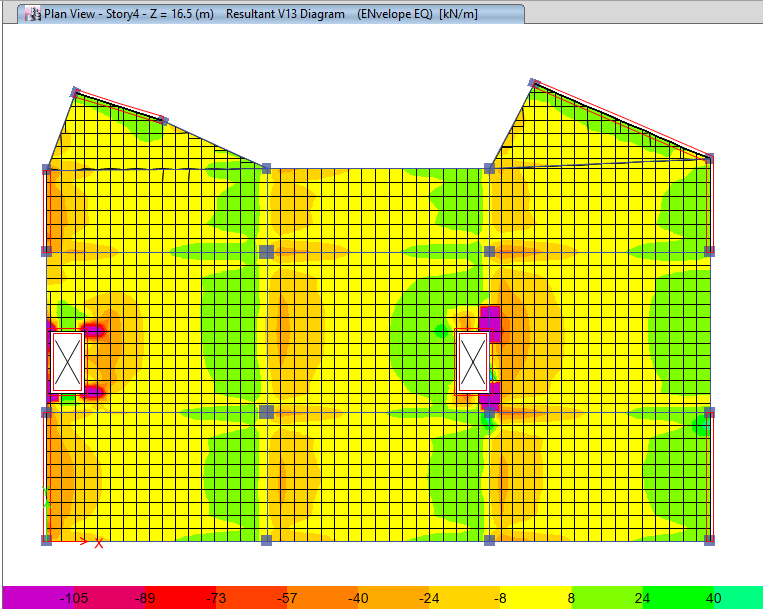 Plan View - Story4 - Z = 16.5 (m)    Resultant V13 Diagram    (ENvelope EQ)  [kN/m]
X
-105 -89 -73 -57 -40 -24 -8 8 24 40